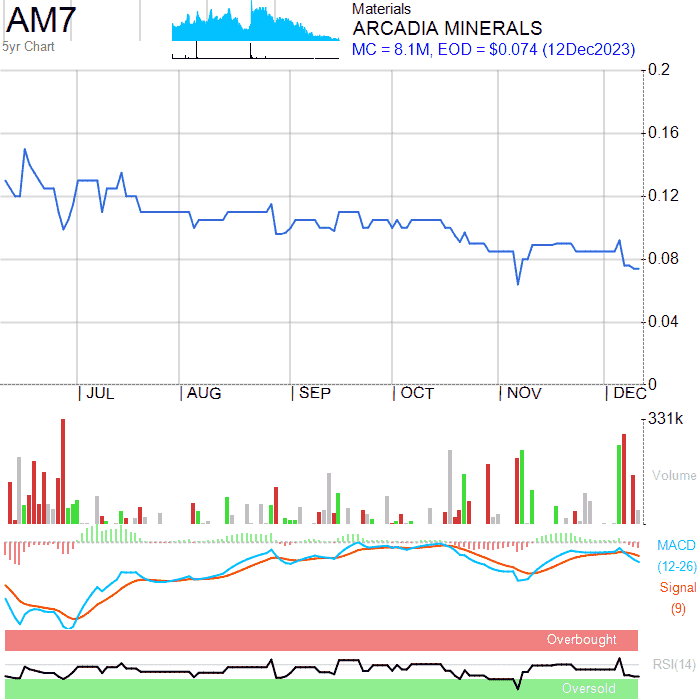 AM7
5yr Chart
Materials
ARCADIA MINERALS
MC = 8.1M, EOD = $0.074 (12Dec2023)
0.2
0.16
0.12
0.08
0.04
0
JUL AUG SEP OCT NOV DEC
331k
Volume
MACD
(12-26)
Signal
(9)
Overbought
RSI(14)
Oversold